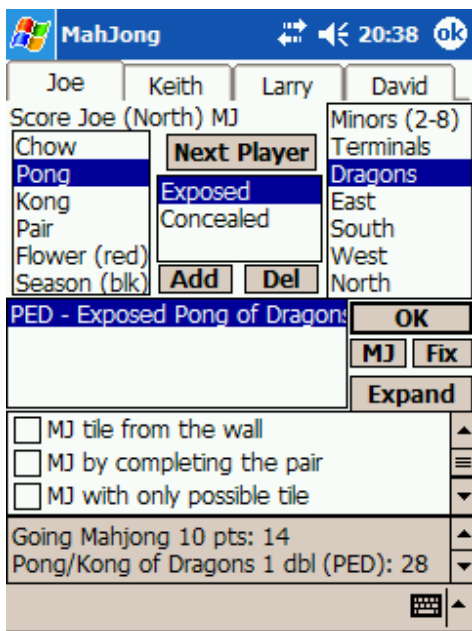 MahJong 20:38 ok
Joe Keith Larry David
Score Joe (North) MJ
Chow
Pong
Kong
Pair
Flower (red)
Season (blk)
Next Player
Exposed
Concealed
Add Del
Minors (2-8)
Terminals
Dragons
East
South
West
North
PED - Exposed Pong of Dragons
OK
MJ Fix
Expand
MJ tile from the wall
MJ by completing the pair
MJ with only possible tile
Going Mahjong 10 pts: 14
Pong/Kong of Dragons 1 dbl (PED): 28